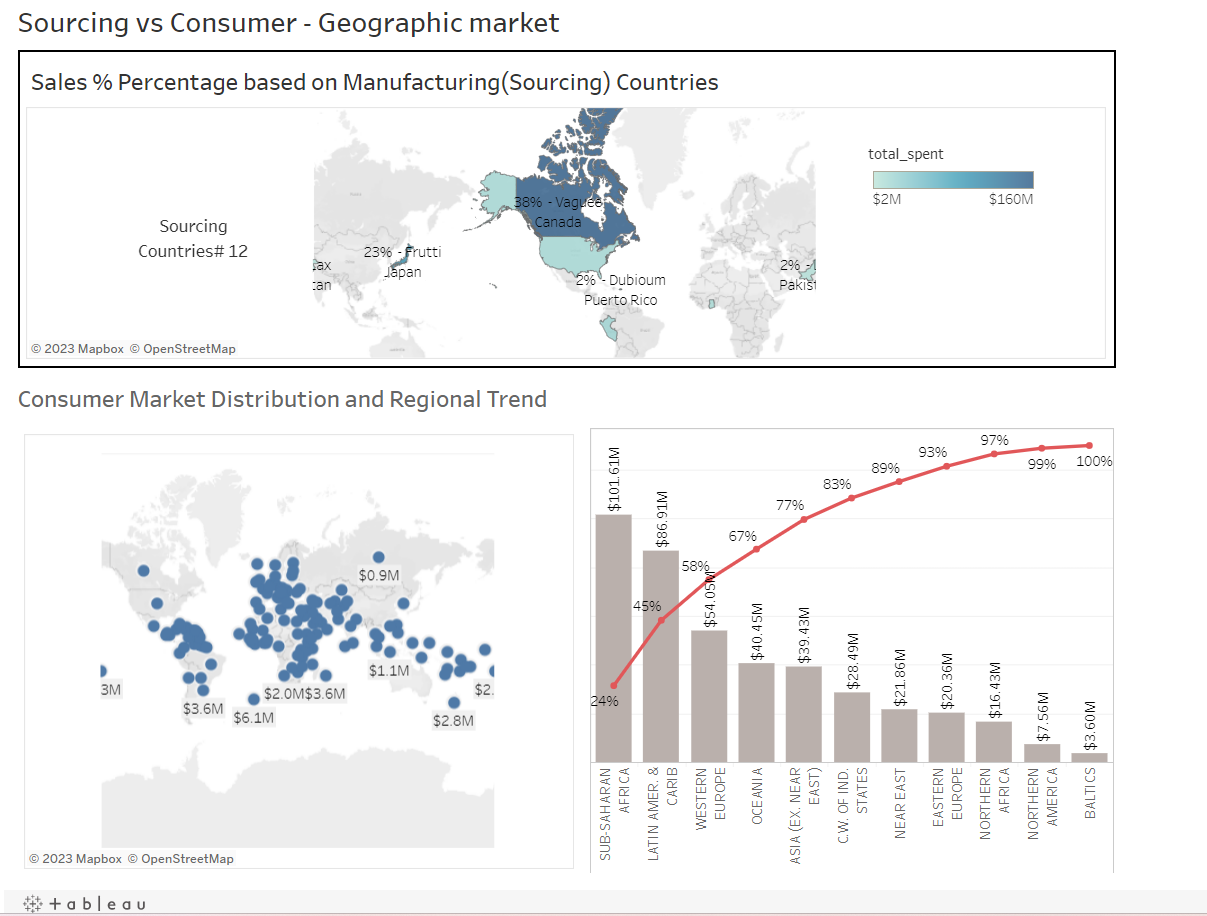 Sourcing vs Consumer - Geographic market
Sales % Percentage based on Manufacturing(Sourcing) Countries
Sourcing
Countries# 12
ax
tan
23% - Frutti
Japan
38% - Vaguee
Canada
2% - Dubioum
Puerto Rico
2% -
Pakist
total_spent
$2M
$160M
© 2023 Mapbox © OpenStreetMap
Consumer Market Distribution and Regional Trend
$0.9M
$1.1M
3M
$2.0M
$3.6M
$2.
$3.6M
$6.1M
$2.8M
© 2023 Mapbox © OpenStreetMap
24%
45%
58%
67%
77%
83%
89%
93%
97%
99%
100%
$101.61M
$86.91M
$54.05M
$40.45M
$39.43M
$28.49M
$21.86M
$20.36M
$16.43M
$7.56M
$3.60M
SUB-SAHARAN
AFRICA
LATIN AMER. &
CARIB
WESTERN
EUROPE
OCEANIA
ASIA (EX. NEAR
EAST)
C.W. OF IND.
STATES
NEAR EAST
EASTERN
EUROPE
NORTHERN
AFRICA
NORTHERN
AMERICA
BALTICS
+ a b l e a u